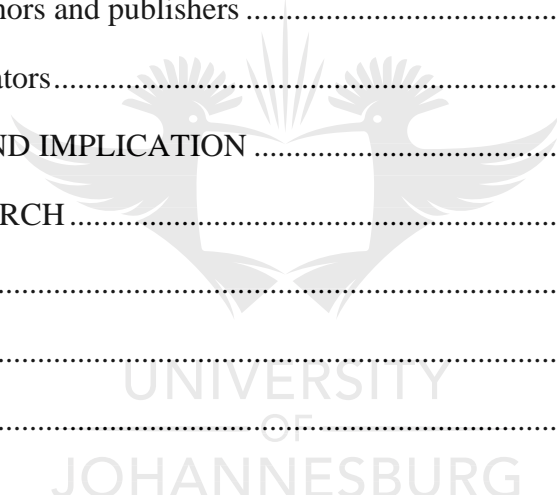 hors and publishers ..............................................
ators..........................................................................
ND IMPLICATION .............................................
RCH.......................................................................
.................................................................................
.................................................................................
.................................................................................
UNIVERSITY
OF
JOHANNESBURG